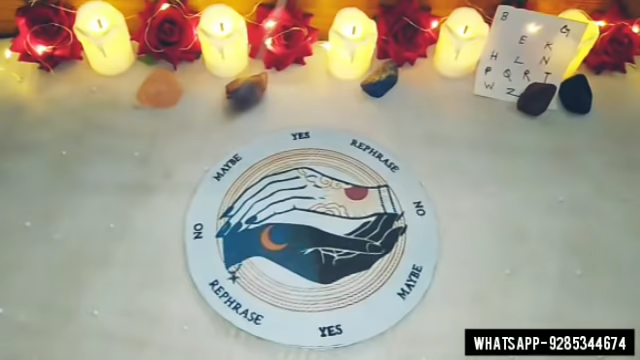 B G
E K
H L N
P Q R T
W Z
YES
MAYBE
REPHRASE
NO
NO
REPHRASE
MAYBE
YES
WHATSAPP-9285344674